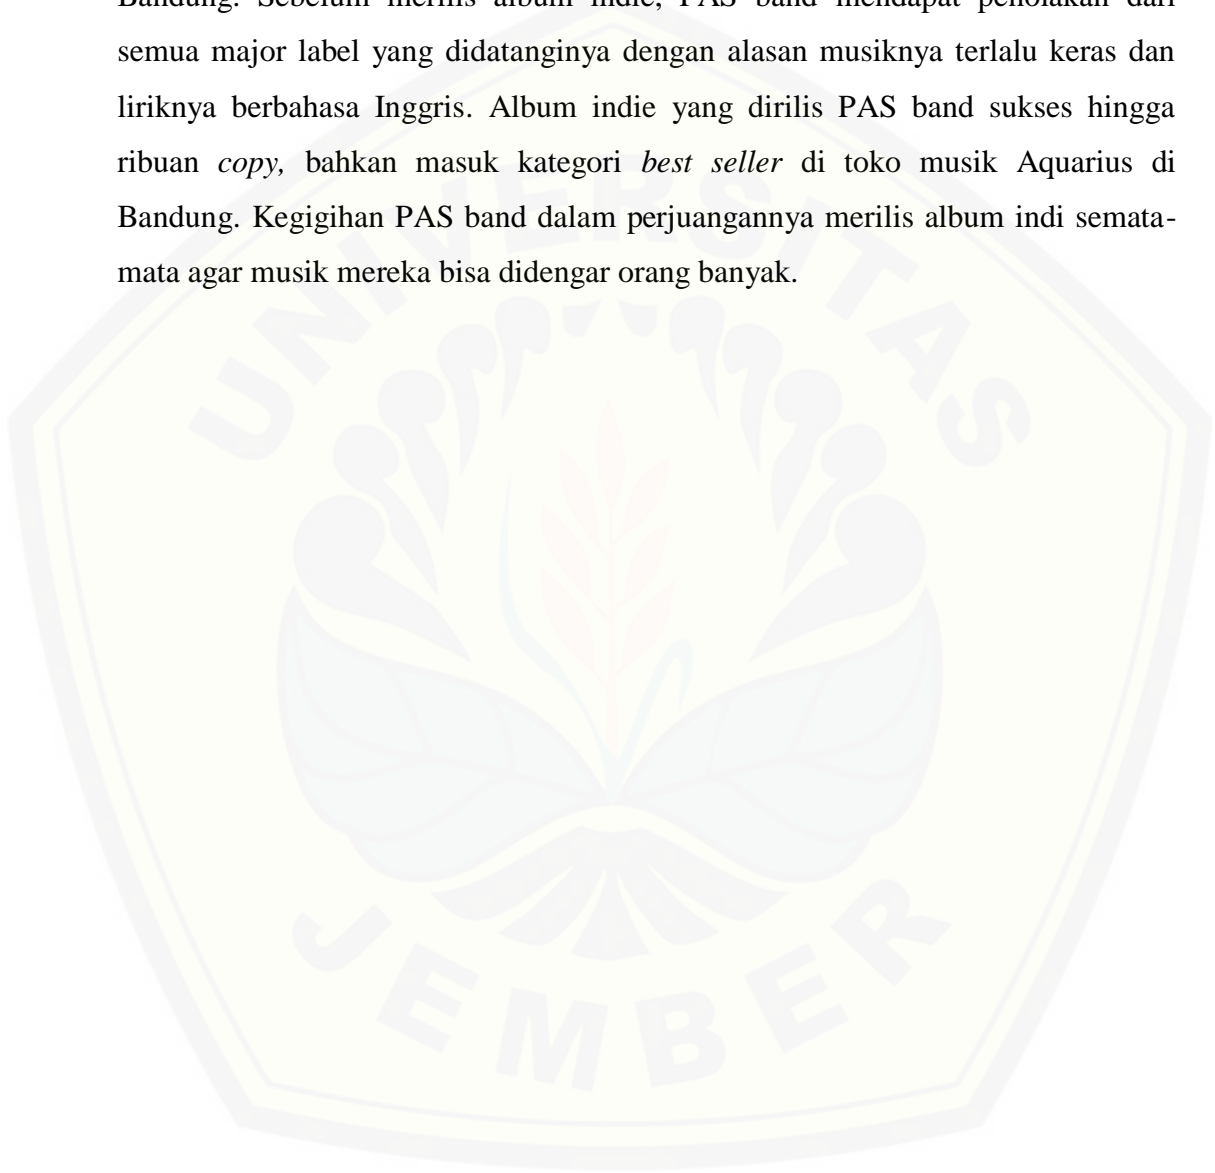 Bandung. Sebelum merilis album indie, PAS band mendapat penolakan dari
semua major label yang didatanginya dengan alasan musiknya terlalu keras dan
liriknya berbahasa Inggris. Album indie yang dirilis PAS band sukses hingga
ribuan copy, bahkan masuk kategori best seller di toko musik Aquarius di
Bandung. Kegigihan PAS band dalam perjuangannya merilis album indi semata-
mata agar musik mereka bisa didengar orang banyak.
UNIVERSITAS
JEMBER